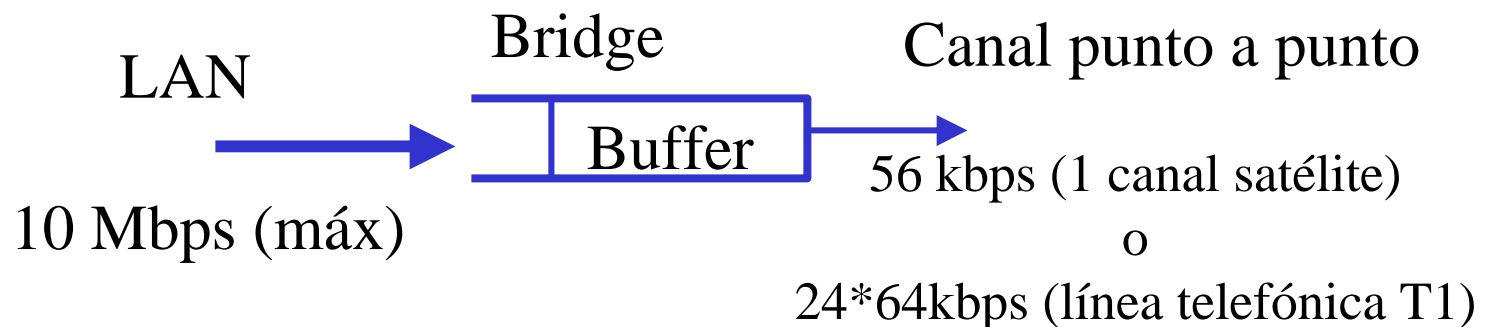 LAN
10 Mbps (máx)
Bridge
Buffer
Canal punto a punto
56 kbps (1 canal satélite)
o
24*64kbps (línea telefónica T1)